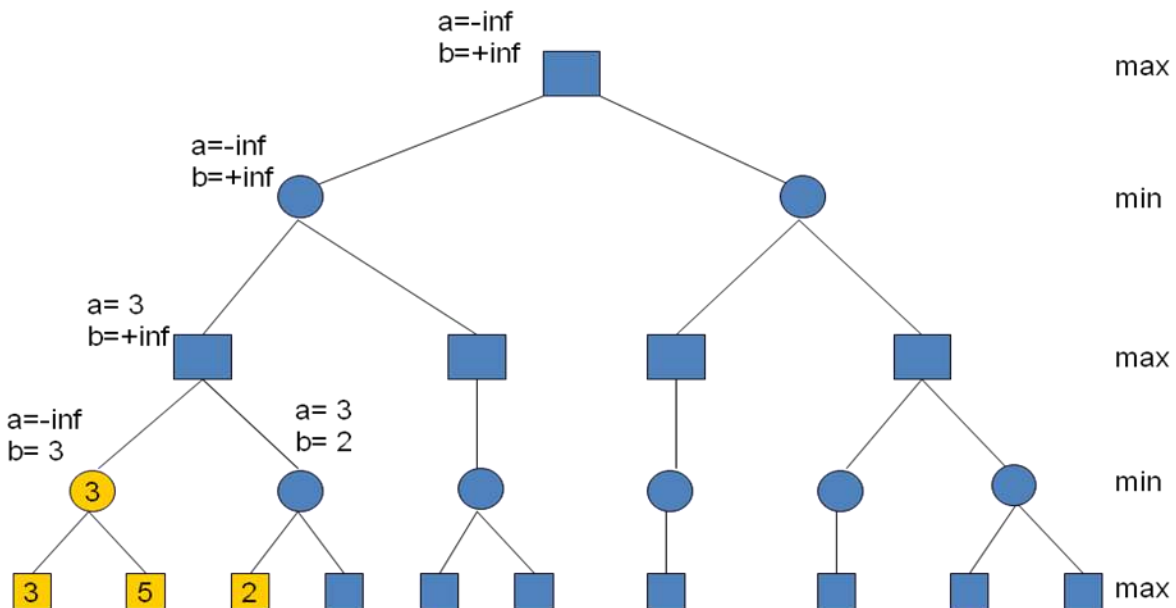 a=-inf
b=+inf
max
a=-inf
b=+inf
min
a= 3
b=+inf
max
a=-inf
b= 3
a= 3
b= 2
3
min
3
5
2
max